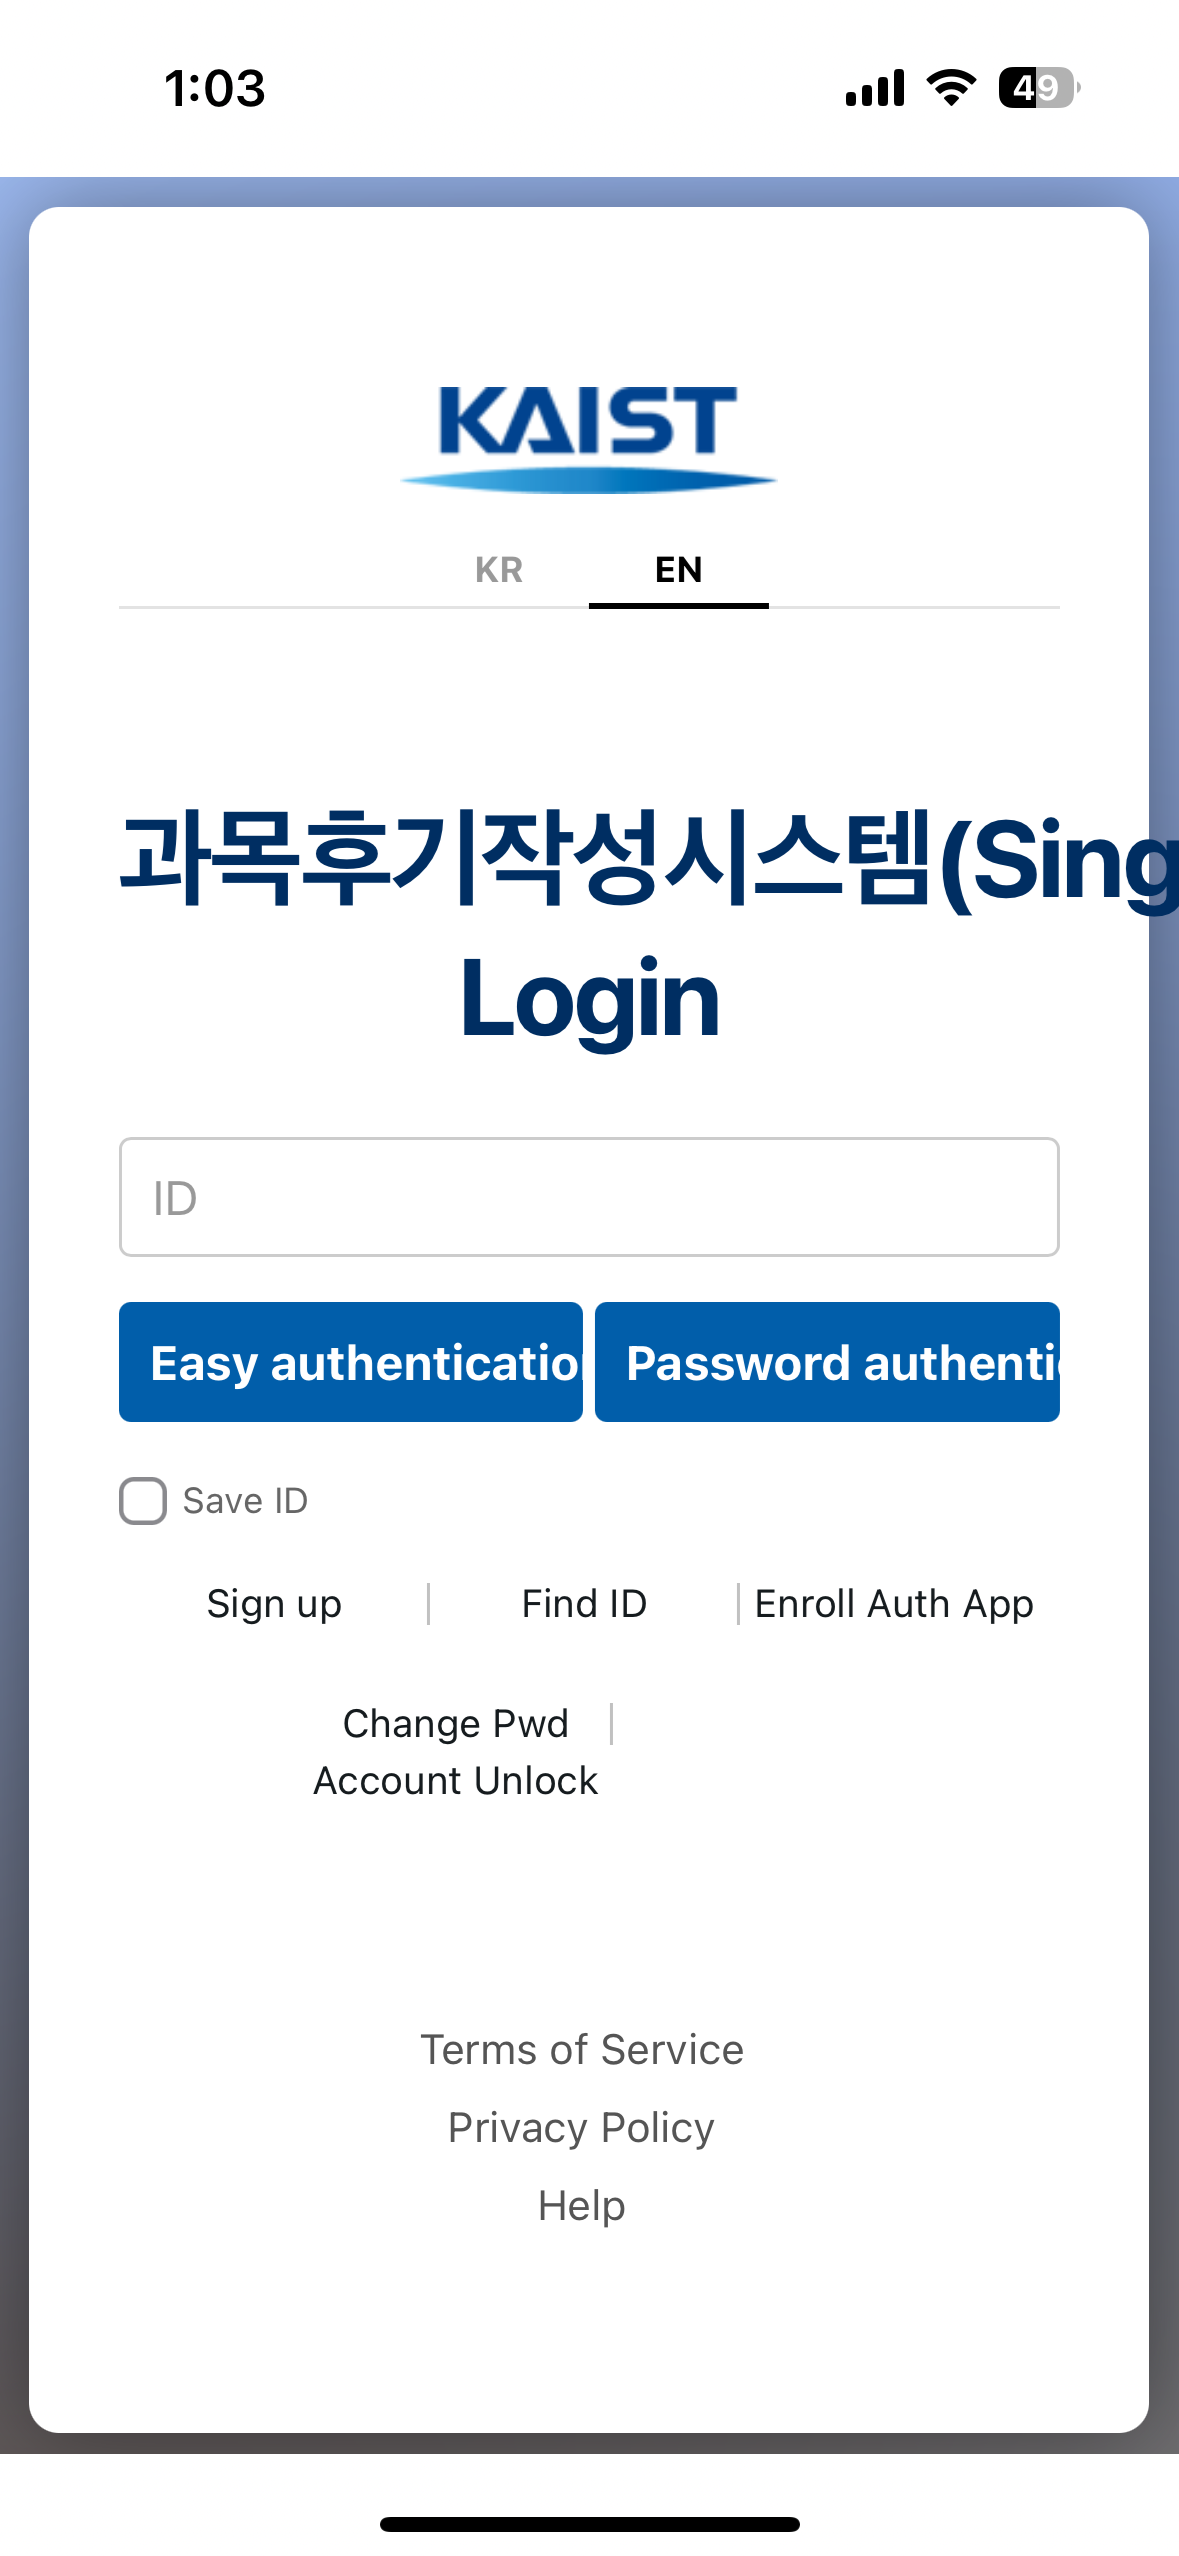 1:03
49
KAIST
KR EN
과목후기작성시스템(Sing
Login
ID
Easy authentication Password authenti
Save ID
Sign up | Find ID | Enroll Auth App
Change Pwd |
Account Unlock
Terms of Service
Privacy Policy
Help